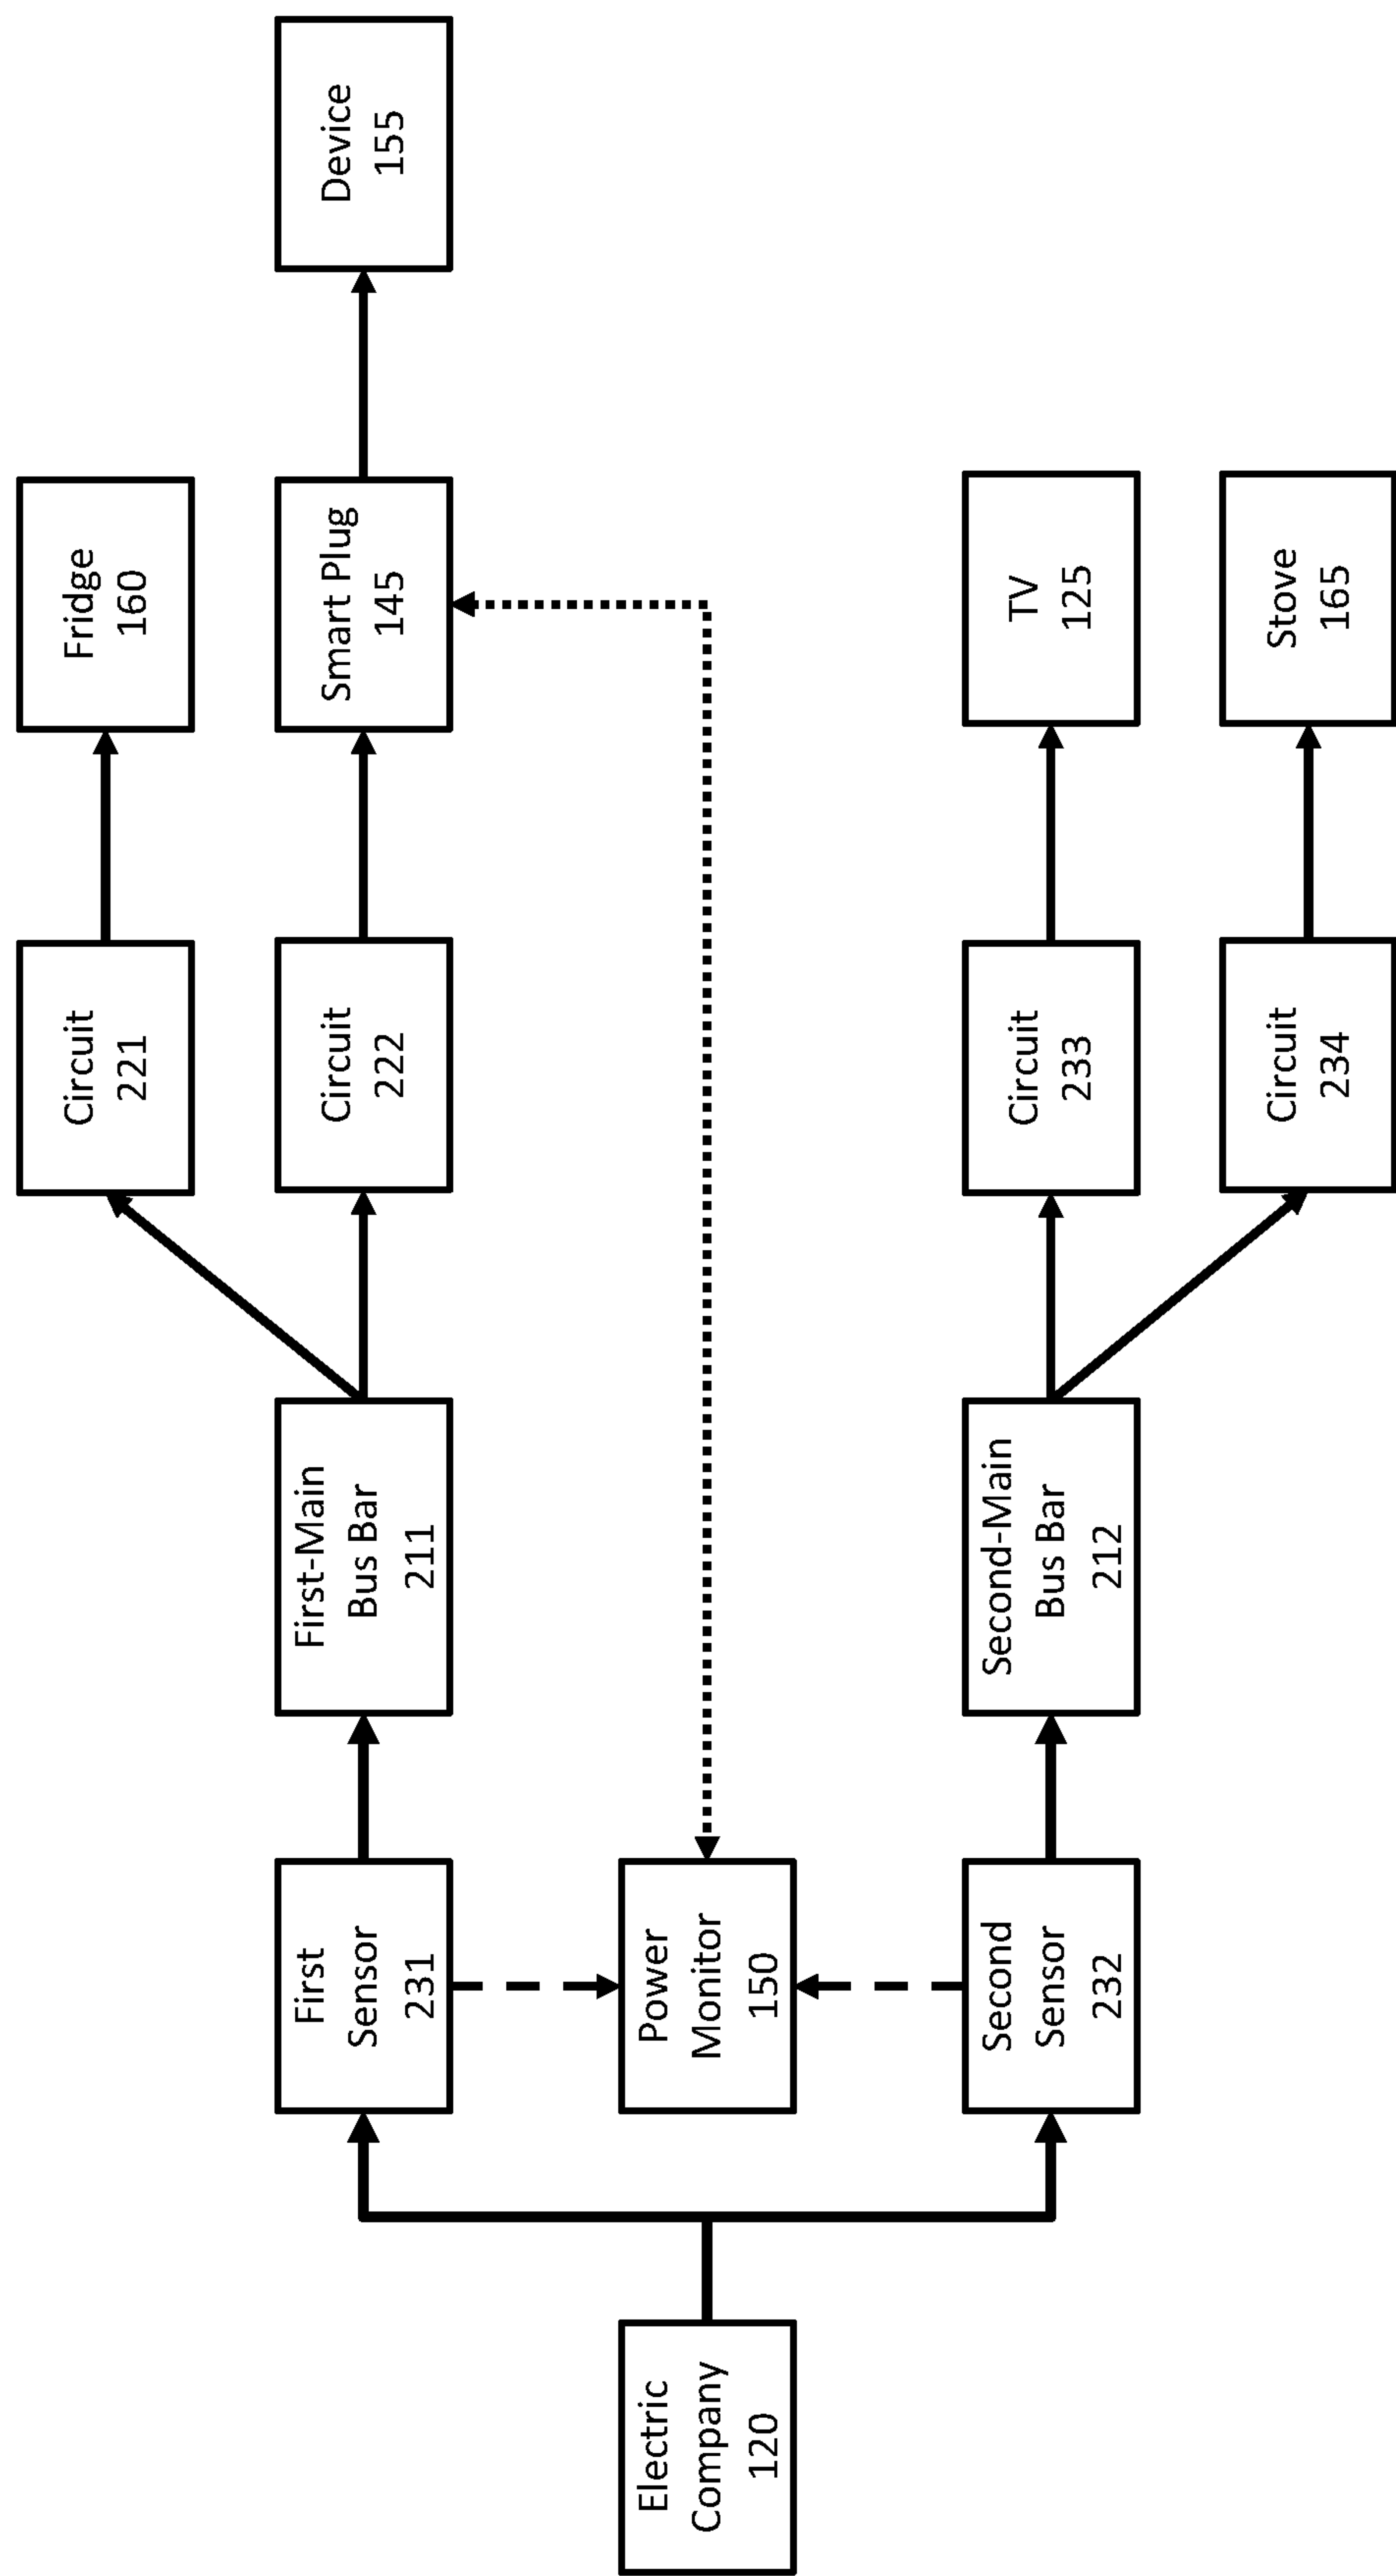 Electric
Company
120
First
Sensor
231
Power
Monitor
150
Second
Sensor
232
First-Main
Bus Bar
211
Second-Main
Bus Bar
212
Circuit
221
Circuit
222
Circuit
233
Circuit
234
Fridge
160
Smart Plug
145
TV
125
Stove
165
Device
155